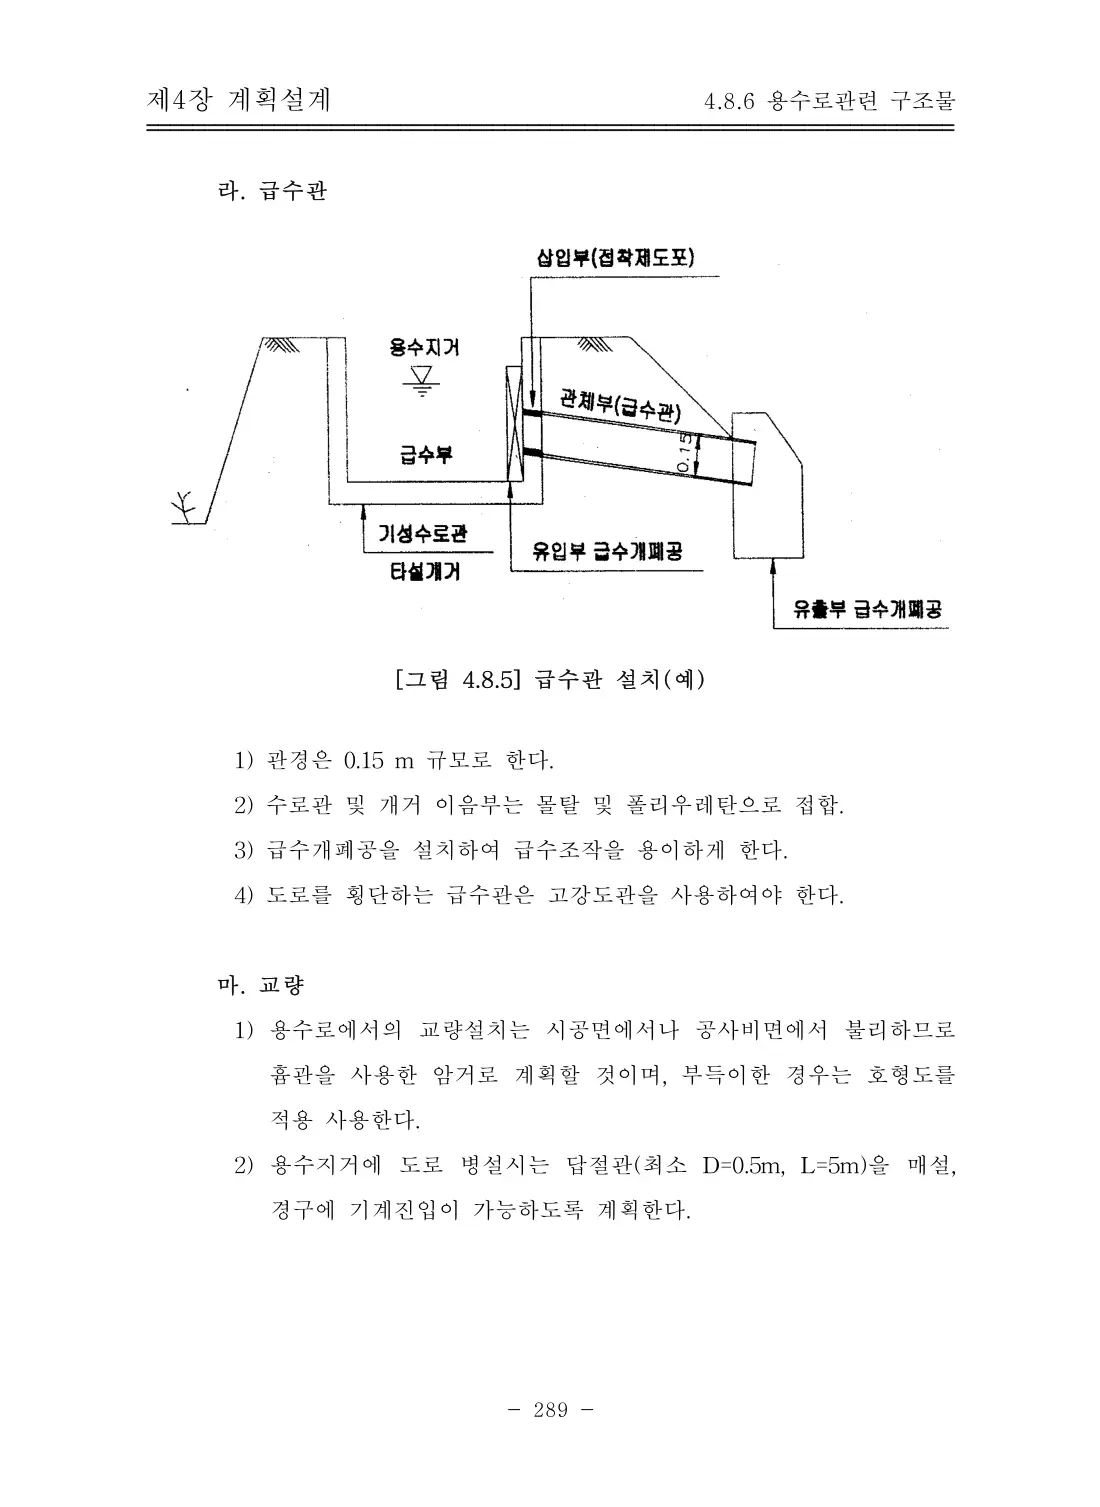 제4장 계획설계
4.8.6 용수로관련 구조물
라. 급수관
삽입부(접착제도포)
용수지거
관체부(급수관)
0.15
급수부
기성수로관
타설개거
유입부 급수개폐공
유출부 급수개폐공
[그림 4.8.5] 급수관 설치(예)
1) 관경은 0.15 m 규모로 한다.
2) 수로관 및 개거 이음부는 몰탈 및 폴리우레탄으로 접합.
3) 급수개폐공을 설치하여 급수조작을 용이하게 한다.
4) 도로를 횡단하는 급수관은 고강도관을 사용하여야 한다.
마. 교량
1) 용수로에서의 교량설치는 시공면에서나 공사비면에서 불리하므로
흄관을 사용한 암거로 계획할 것이며, 부득이한 경우는 호형도를
적용 사용한다.
2) 용수지거에 도로 병설시는 답절관(최소 D=0.5m, L=5m)을 매설,
경구에 기계진입이 가능하도록 계획한다.
- 289 -